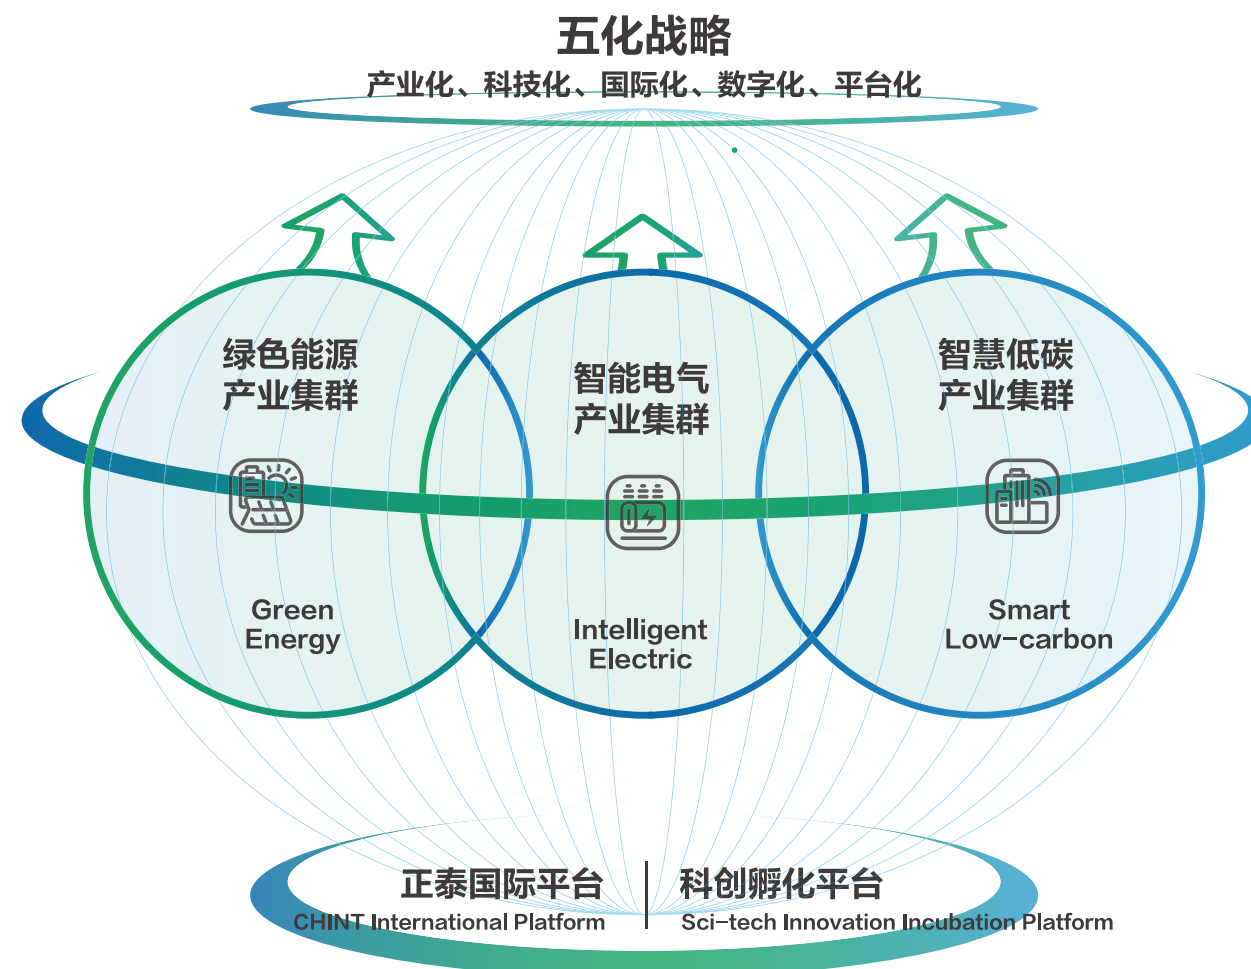 五化战略
产业化、科技化、国际化、数字化、平台化
绿色能源
产业集群
Green
Energy
智能电气
产业集群
Intelligent
Electric
智慧低碳
产业集群
Smart
Low-carbon
正泰国际平台
CHINT International Platform
科创孵化平台
Sci-tech Innovation Incubation Platform